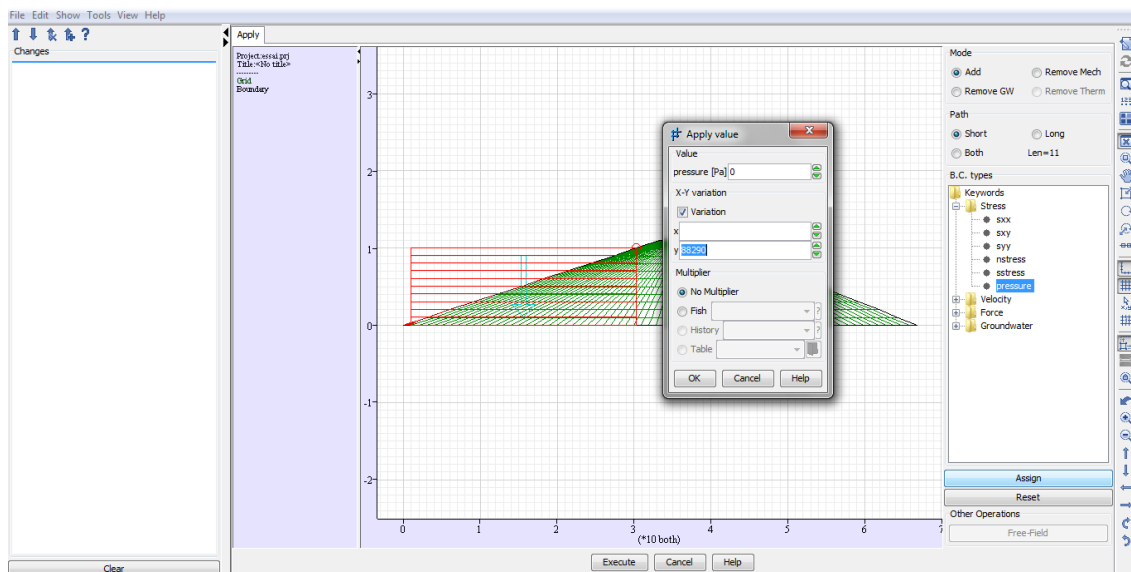 File Edit Show Tools View Help
Changes
Clear
Apply
Project:essai.prj
Title:<No title>
---------
Grid
Boundary
3
2
1
0
-1
-2
0 1 2 3 4 5 6 7
(*10 both)
Apply value
Value
pressure [Pa] 0
X-Y variation
Variation
x
y 88290
Multiplier
No Multiplier
Fish ?
History ?
Table
OK Cancel Help
Execute Cancel Help
Mode
Add Remove Mech
Remove GW Remove Therm
Path
Short Long
Both Len=11
B.C. types
Keywords
Stress
sxx
sxy
syy
nstress
sstress
pressure
Velocity
Force
Groundwater
Assign
Reset
Other Operations
Free-Field